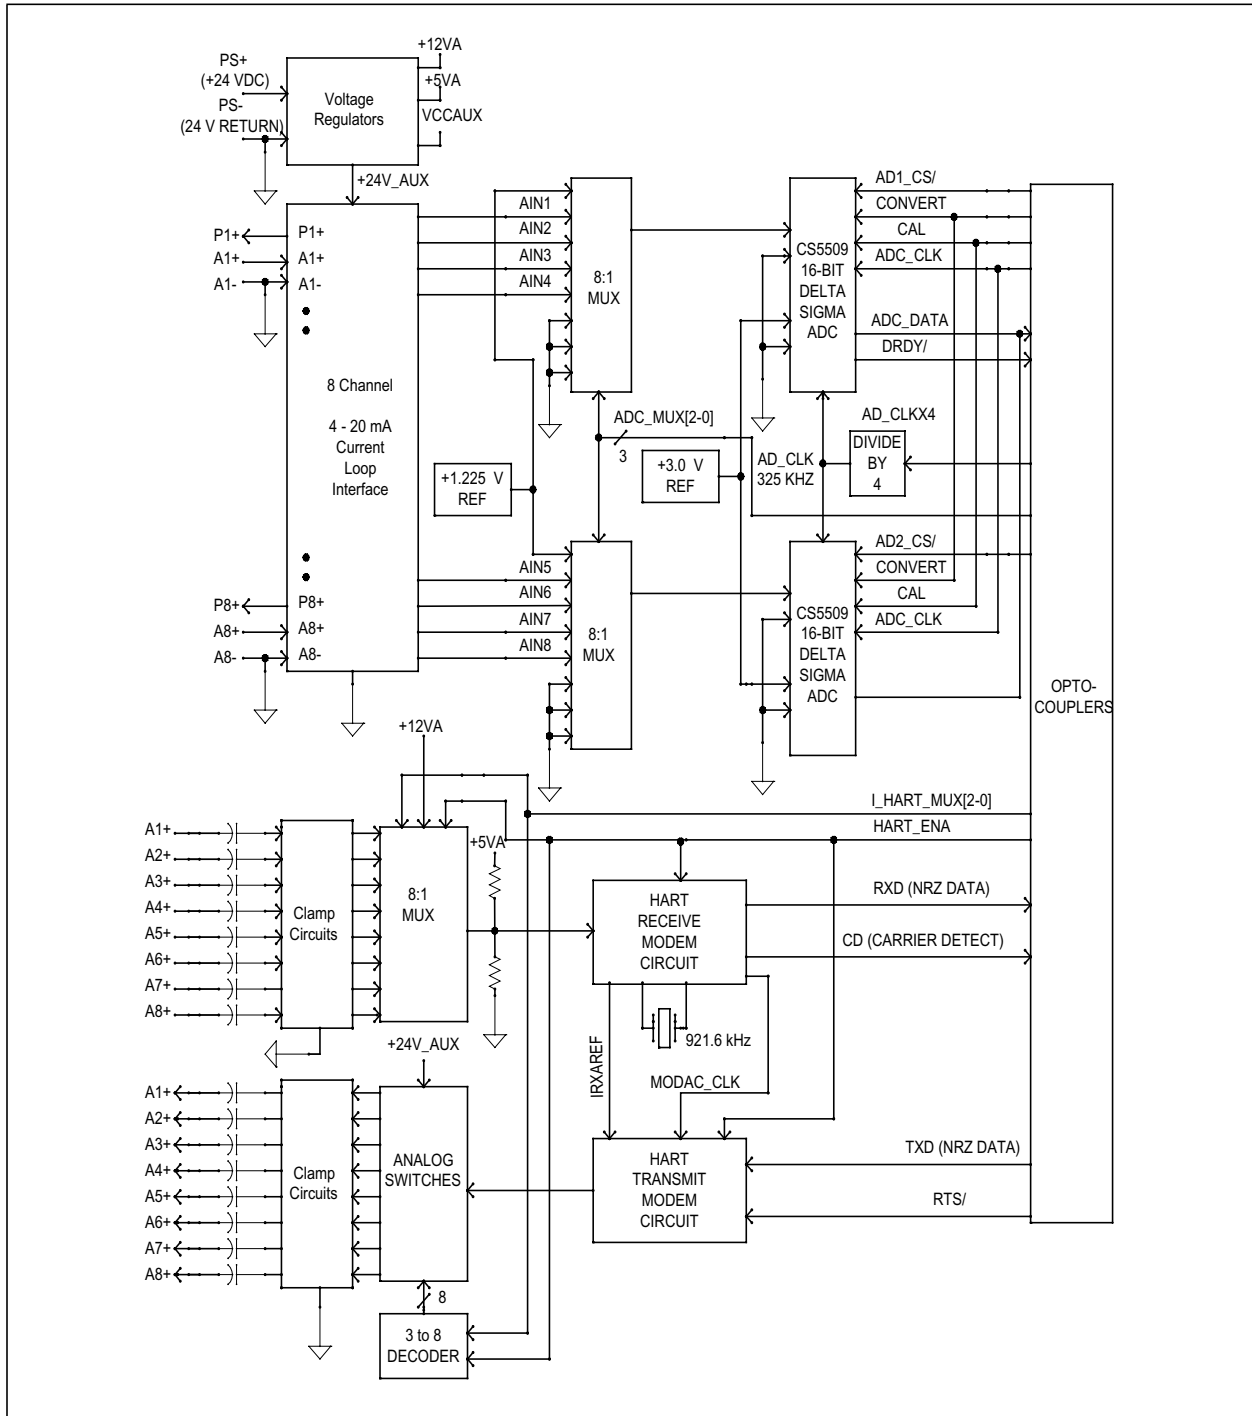 +12VA
PS+
(+24 VDC)
+5VA
PS-
(24 V RETURN)
Voltage
Regulators
VCCAUX
+24V_AUX
P1+
A1+
A1-
P1+
A1+
A1-
8 Channel
4 - 20 mA
Current
Loop
Interface
P8+
A8+
A8-
P8+
A8+
A8-
AIN1
AIN2
AIN3
AIN4
8:1
MUX
ADC_MUX[2-0]
3
+1.225 V
REF
+3.0 V
REF
AD_CLK
325 KHZ
AD_CLKX4
DIVIDE
BY
4
CS5509
16-BIT
DELTA
SIGMA
ADC
AD1_CS/
CONVERT
CAL
ADC_CLK
ADC_DATA
DRDY/
AIN5
AIN6
AIN7
AIN8
8:1
MUX
CS5509
16-BIT
DELTA
SIGMA
ADC
AD2_CS/
CONVERT
CAL
ADC_CLK
OPTO-
COUPLERS
+12VA
I_HART_MUX[2-0]
HART_ENA
A1+
A2+
A3+
A4+
A5+
A6+
A7+
A8+
Clamp
Circuits
8:1
MUX
+5VA
HART
RECEIVE
MODEM
CIRCUIT
RXD (NRZ DATA)
CD (CARRIER DETECT)
921.6 kHz
IRXAREF
MODAC_CLK
+24V_AUX
A1+
A2+
A3+
A4+
A5+
A6+
A7+
A8+
Clamp
Circuits
ANALOG
SWITCHES
HART
TRANSMIT
MODEM
CIRCUIT
TXD (NRZ DATA)
RTS/
8
3 to 8
DECODER